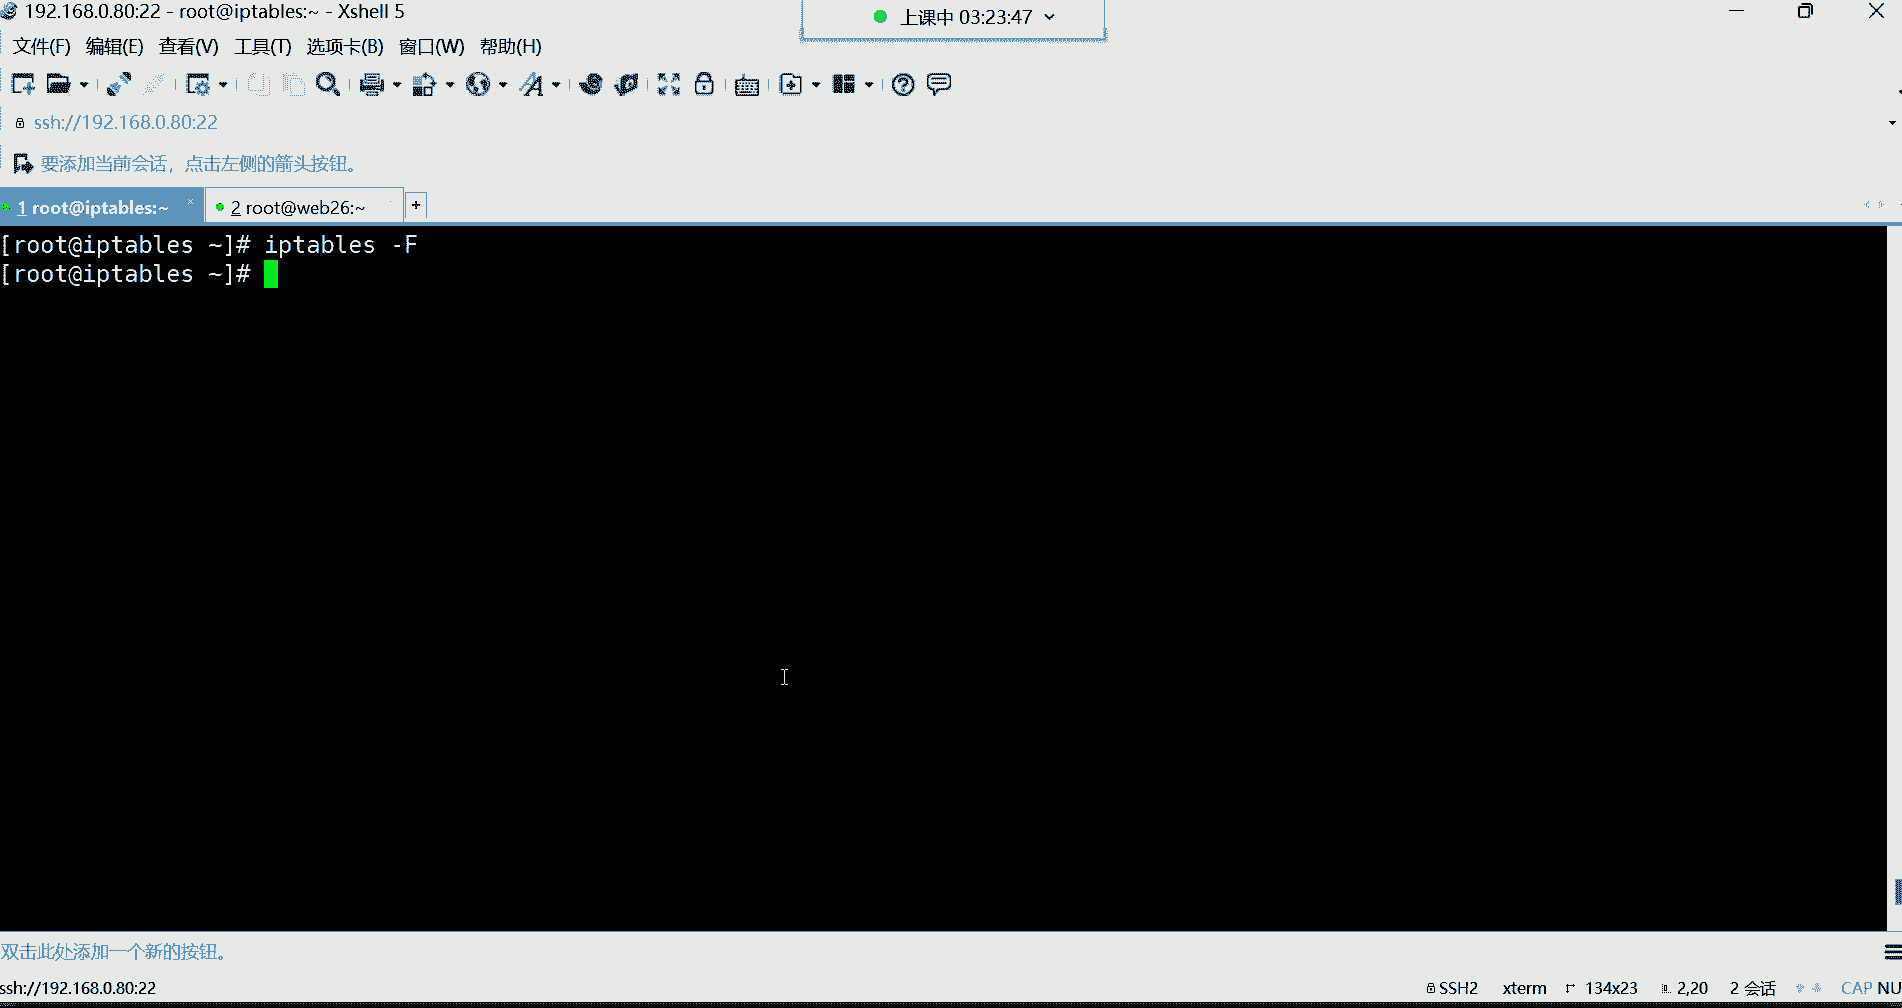 192.168.0.80:22 - root@iptables:~ - Xshell 5
上课中 03:23:47
文件(F) 编辑(E) 查看(V) 工具(T) 选项卡(B) 窗口(W) 帮助(H)
ssh://192.168.0.80:22
要添加当前会话，点击左侧的箭头按钮。
1 root@iptables:~ × 2 root@web26:~ +
[root@iptables ~]# iptables -F
[root@iptables ~]#
双击此处添加一个新的按钮。
ssh://192.168.0.80:22 SSH2 xterm 134x23 2,20 2 会话 CAP NU